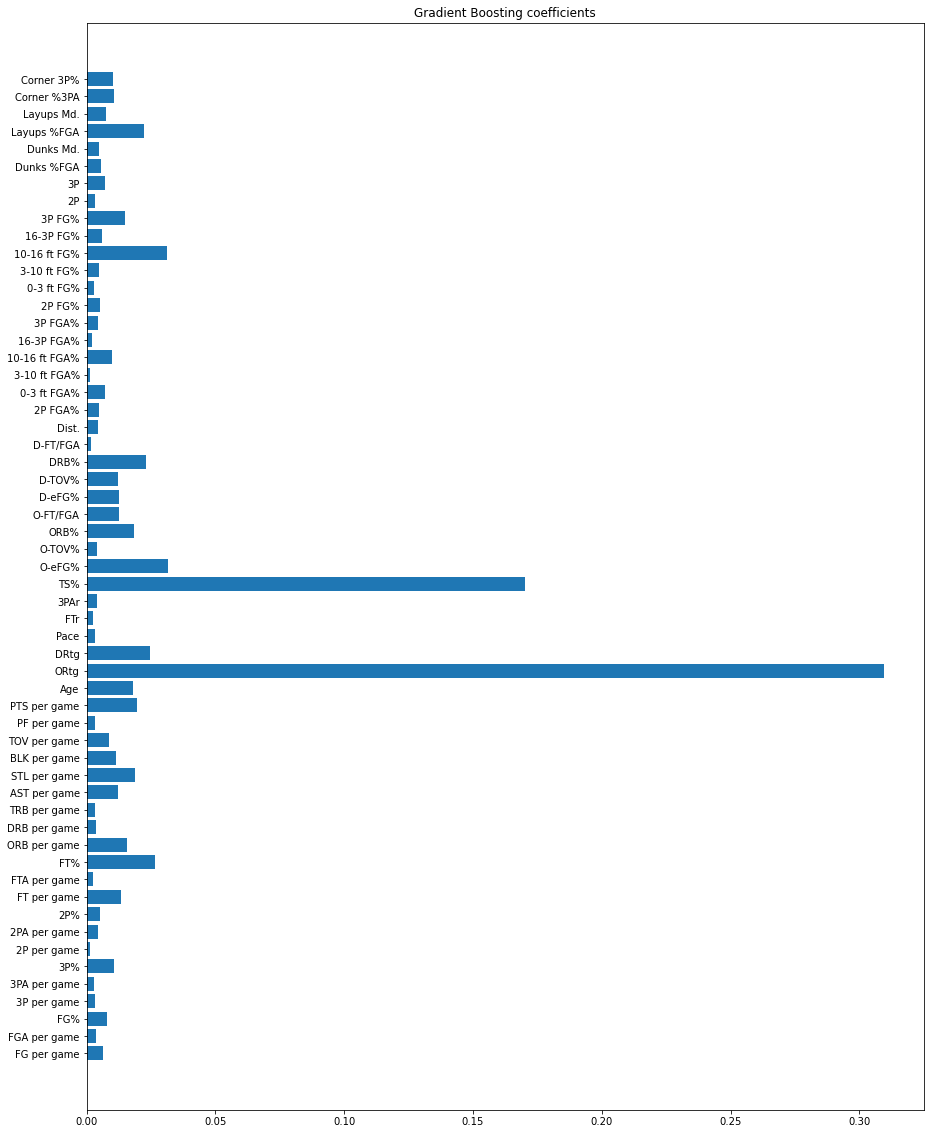 Gradient Boosting coefficients
Corner 3P%
Corner %3PA
Layups Md.
Layups %FGA
Dunks Md.
Dunks %FGA
3P
2P
3P FG%
16-3P FG%
10-16 ft FG%
3-10 ft FG%
0-3 ft FG%
2P FG%
3P FGA%
16-3P FGA%
10-16 ft FGA%
3-10 ft FGA%
0-3 ft FGA%
2P FGA%
Dist.
D-FT/FGA
DRB%
D-TOV%
D-eFG%
O-FT/FGA
ORB%
O-TOV%
O-eFG%
TS%
3PAr
FTr
Pace
DRtg
ORtg
Age
PTS per game
PF per game
TOV per game
BLK per game
STL per game
AST per game
TRB per game
DRB per game
ORB per game
FT%
FTA per game
FT per game
2P%
2PA per game
2P per game
3P%
3PA per game
3P per game
FG%
FGA per game
FG per game
0.00 0.05 0.10 0.15 0.20 0.25 0.30